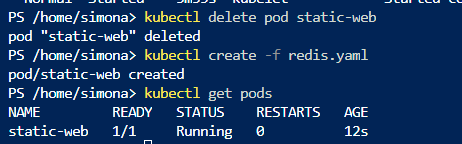 PS /home/simona> kubectl delete pod static-web
pod "static-web" deleted
PS /home/simona> kubectl create -f redis.yaml
pod/static-web created
PS /home/simona> kubectl get pods
NAME         READY   STATUS    RESTARTS   AGE
static-web   1/1     Running   0          12s